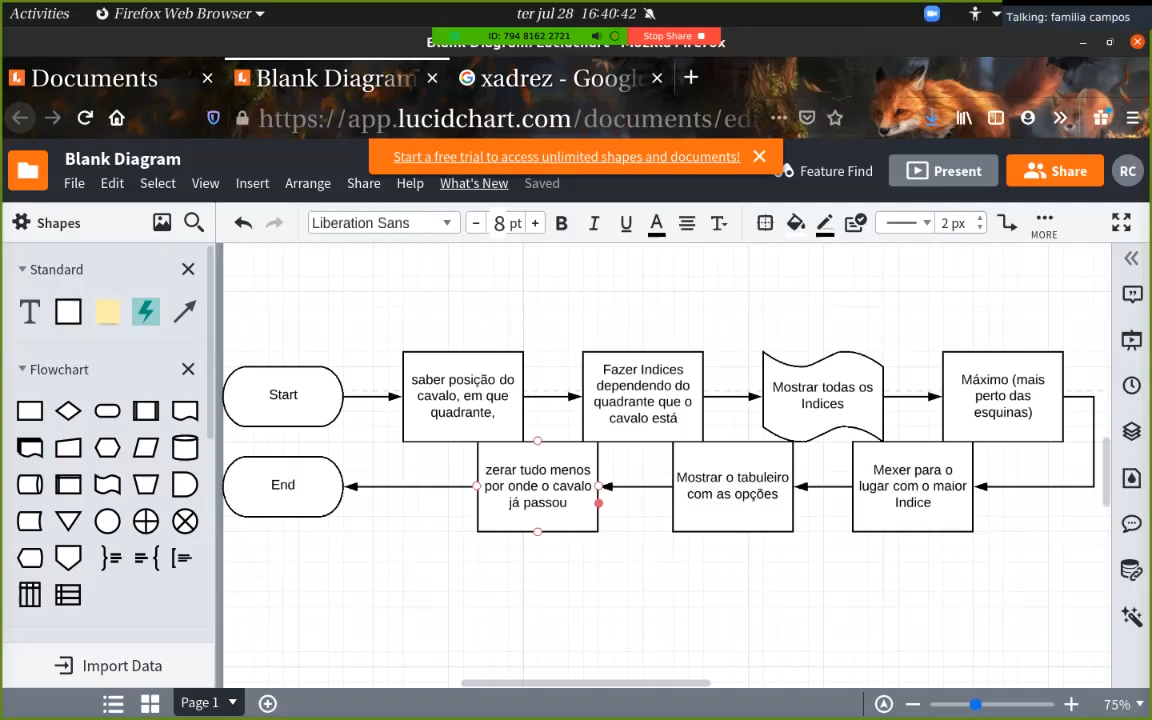 Activities
Firefox Web Browser
ter jul 28 16:40:42
Talking: familia campos
ID: 794 8162 2721
Stop Share
Documents
Blank Diagram
xadrez - Google
https://app.lucidchart.com/documents/ed
Blank Diagram
Start a free trial to access unlimited shapes and documents!
File Edit Select View Insert Arrange Share Help What's New Saved
Feature Find
Present
Share
RC
Shapes
Liberation Sans
8 pt
B I U A T
2 px
MORE
Standard
T
Flowchart
Import Data
Start
saber posição do
cavalo, em que
quadrante,
Fazer Indices
dependendo do
quadrante que o
cavalo está
Mostrar todas os
Indices
Máximo (mais
perto das
esquinas)
End
zerar tudo menos
por onde o cavalo
já passou
Mostrar o tabuleiro
com as opções
Mexer para o
lugar com o maior
Indice
Page 1
75%